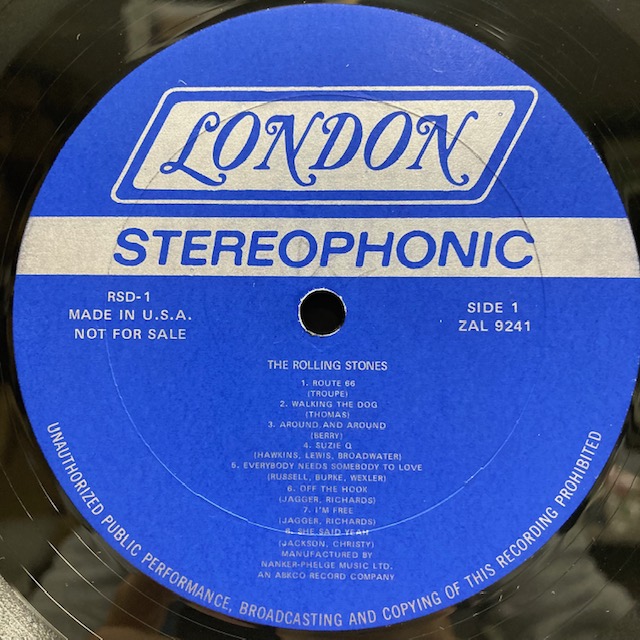 LONDON
STEREOPHONIC
RSD-1
MADE IN U.S.A.
NOT FOR SALE
SIDE 1
ZAL 9241
THE ROLLING STONES
1. ROUTE 66
(TROUPE)
2. WALKING THE DOG
(THOMAS)
3. AROUND AND AROUND
(BERRY)
4. SUZIE Q
(HAWKINS, LEWIS, BROADWATER)
5. EVERYBODY NEEDS SOMEBODY TO LOVE
(RUSSELL, BURKE, WEXLER)
6. OFF THE HOOK
(JAGGER, RICHARDS)
7. I'M FREE
(JAGGER, RICHARDS)
8. SHE SAID YEAH
(JACKSON, CHRISTY)
MANUFACTURED BY
NANKER-PHELGE MUSIC LTD.
AN ABKCO RECORD COMPANY
UNAUTHORIZED PUBLIC PERFORMANCE, BROADCASTING AND COPYING OF THIS RECORDING PROHIBITED